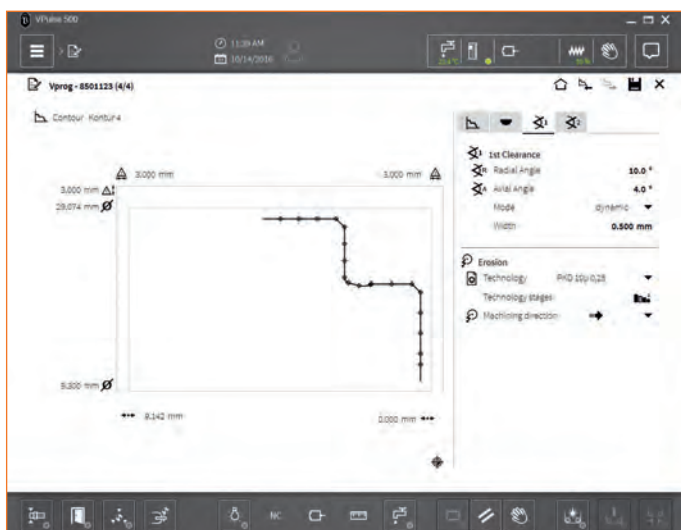 VPulse 500
11:39 AM
10/14/2016
Vprog - 8501123 (4/4)
Contour Kontur4
3.000 mm
3.000 mm
3.000 mm
29.074 mm
9.300 mm
9.142 mm
0.000 mm
1st Clearance
Radial Angle 10.0 °
Axial Angle 4.0 °
Mode dynamic
Width 0.500 mm
Erosion
Technology PKD 10µ 0,25
Technology stages
Machining direction
NC